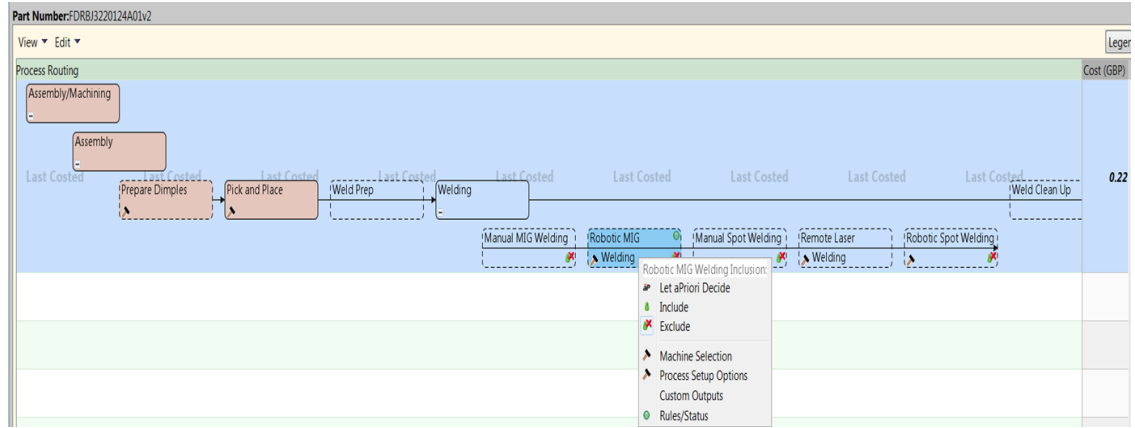 Part Number:FDRBJ3220124A01v2
View Edit
Process Routing Cost (GBP)
Assembly/Machining
Assembly
Last Costed Last Costed Last Costed Last Costed Last Costed Last Costed Last Costed Last Costed Last Costed 0.22
Prepare Dimples Pick and Place Weld Prep Welding Weld Clean Up
Manual MIG Welding Robotic MIG Manual Spot Welding Remote Laser Robotic Spot Welding
Welding Welding
Robotic MIG Welding Inclusion:
Let aPriori Decide
Include
Exclude
Machine Selection
Process Setup Options
Custom Outputs
Rules/Status